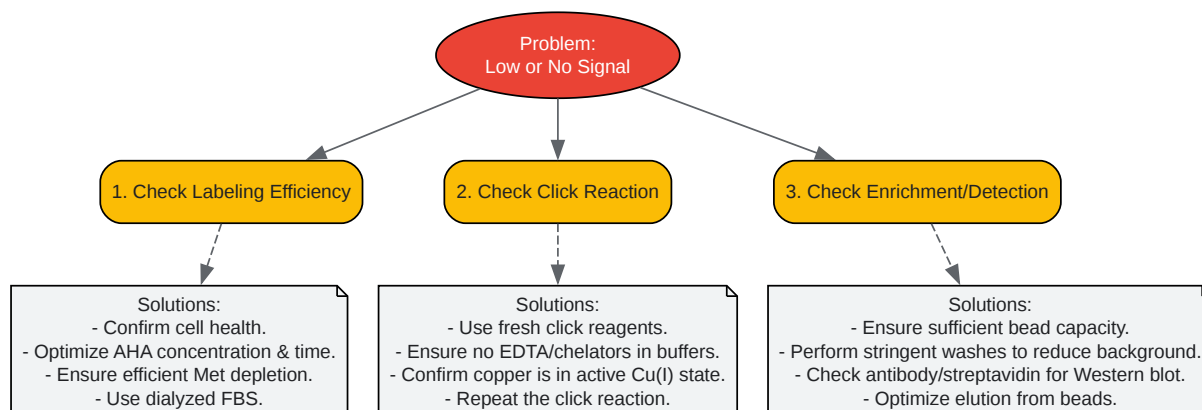 Problem:
Low or No Signal
1. Check Labeling Efficiency
2. Check Click Reaction
3. Check Enrichment/Detection
Solutions:
- Confirm cell health.
- Optimize AHA concentration & time.
- Ensure efficient Met depletion.
- Use dialyzed FBS.
Solutions:
- Use fresh click reagents.
- Ensure no EDTA/chelators in buffers.
- Confirm copper is in active Cu(I) state.
- Repeat the click reaction.
Solutions:
- Ensure sufficient bead capacity.
- Perform stringent washes to reduce background.
- Check antibody/streptavidin for Western blot.
- Optimize elution from beads.